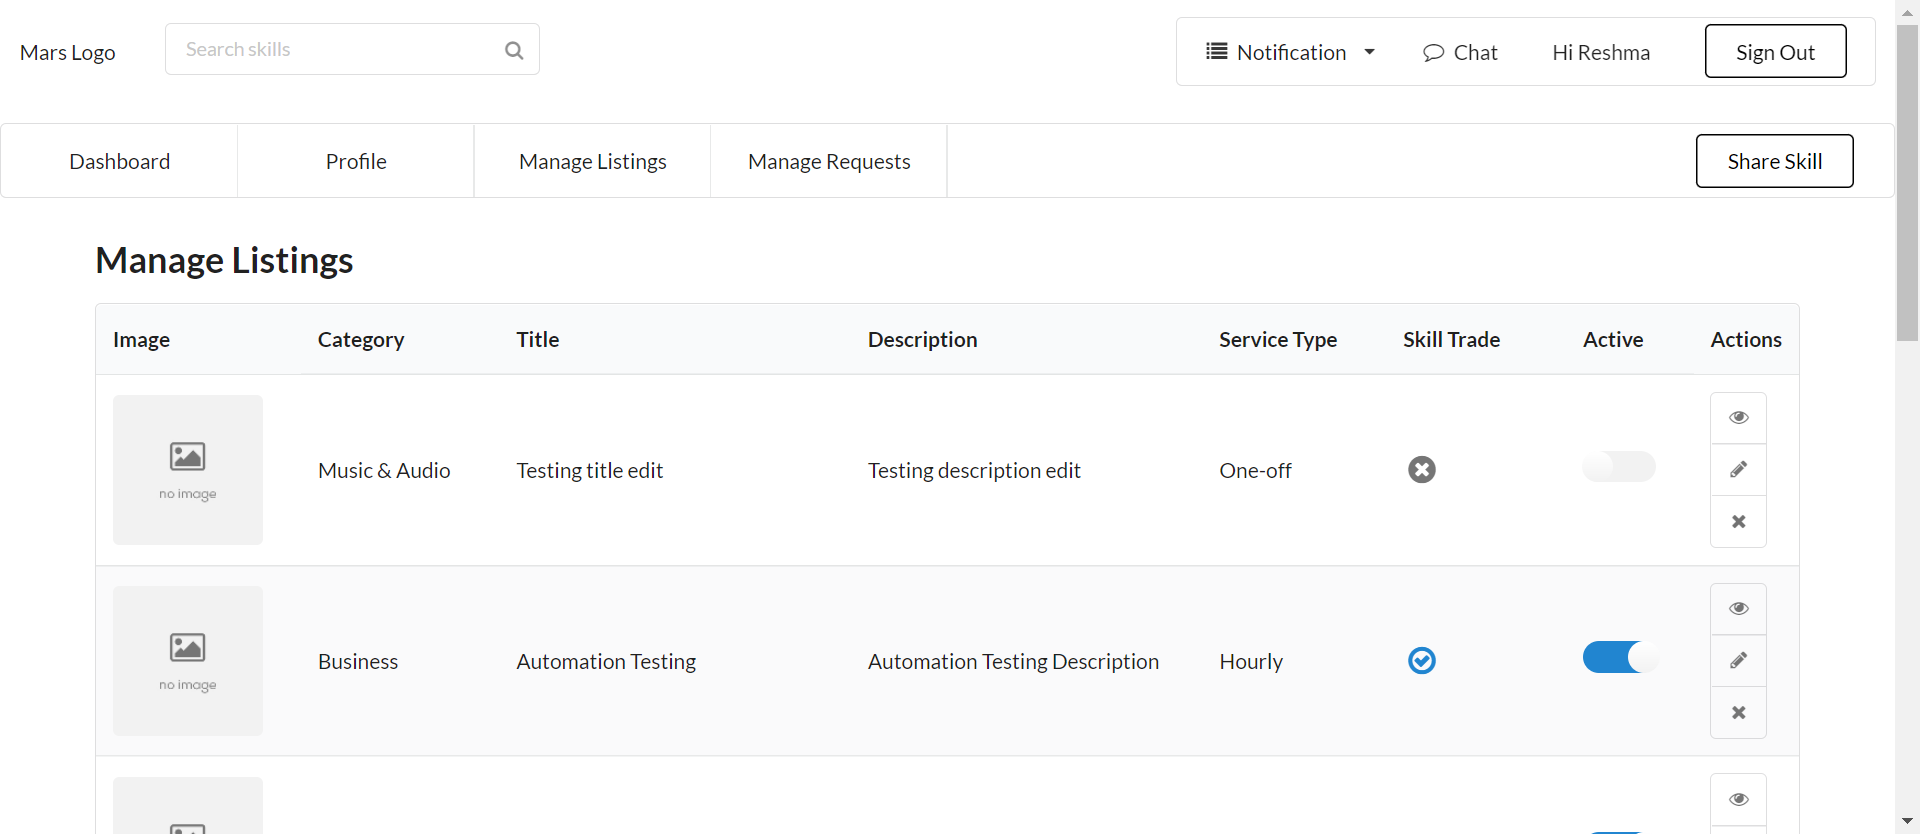 Mars Logo
Search skills
Notification
Chat
Hi Reshma
Sign Out
Dashboard
Profile
Manage Listings
Manage Requests
Share Skill
Manage Listings
Image Category Title Description Service Type Skill Trade Active Actions
no image
Music & Audio Testing title edit Testing description edit One-off
no image
Business Automation Testing Automation Testing Description Hourly